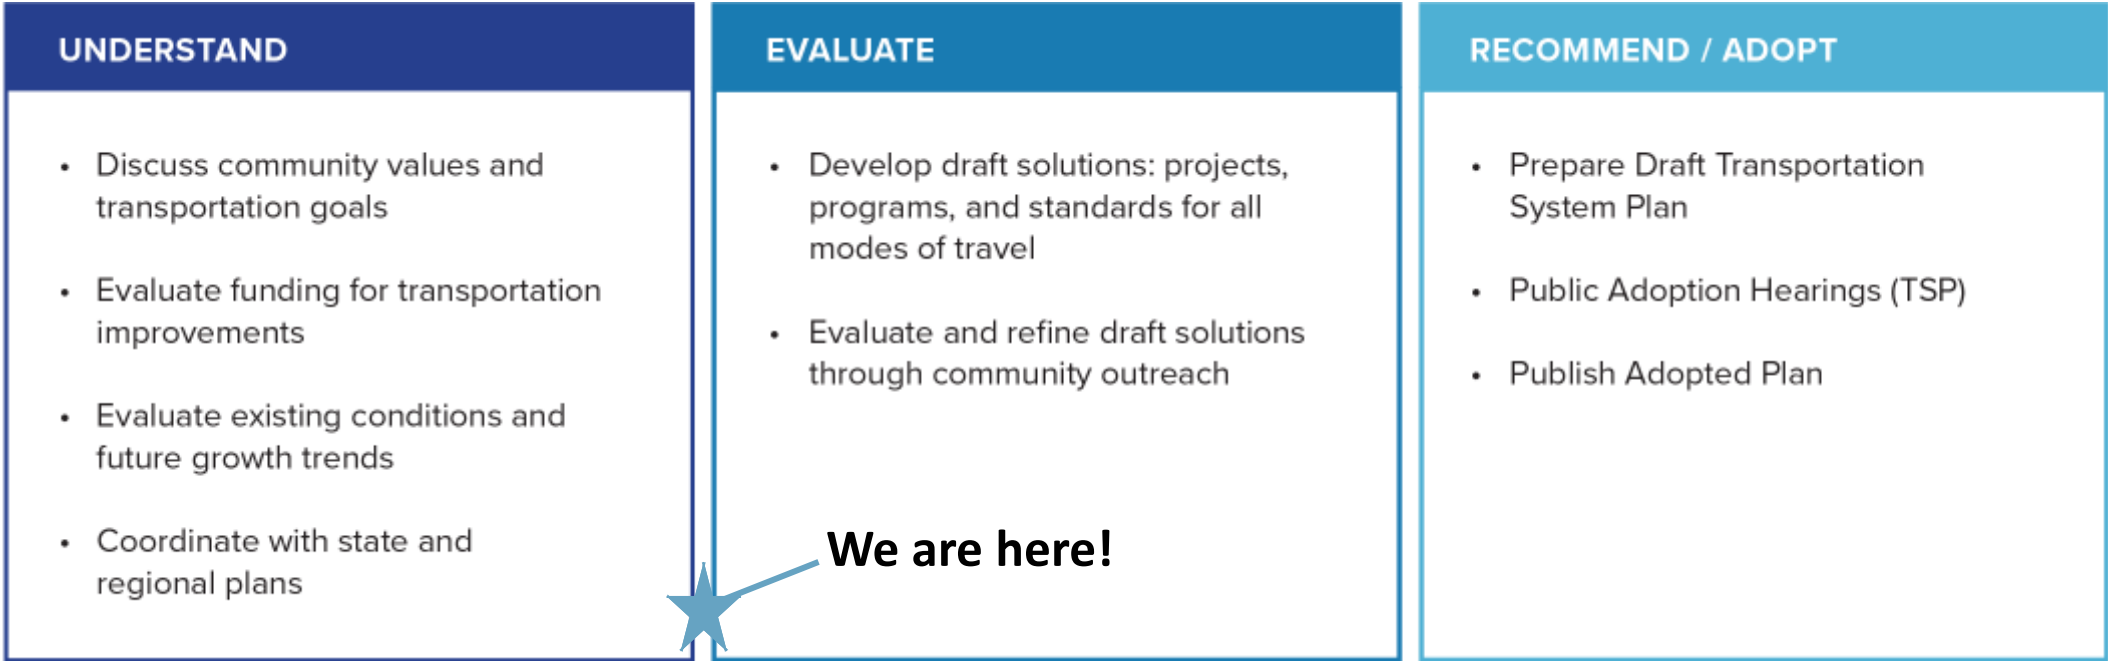 UNDERSTAND
• Discuss community values and
transportation goals
• Evaluate funding for transportation
improvements
• Evaluate existing conditions and
future growth trends
• Coordinate with state and
regional plans
EVALUATE
• Develop draft solutions: projects,
programs, and standards for all
modes of travel
• Evaluate and refine draft solutions
through community outreach
We are here!
RECOMMEND / ADOPT
• Prepare Draft Transportation
System Plan
• Public Adoption Hearings (TSP)
• Publish Adopted Plan